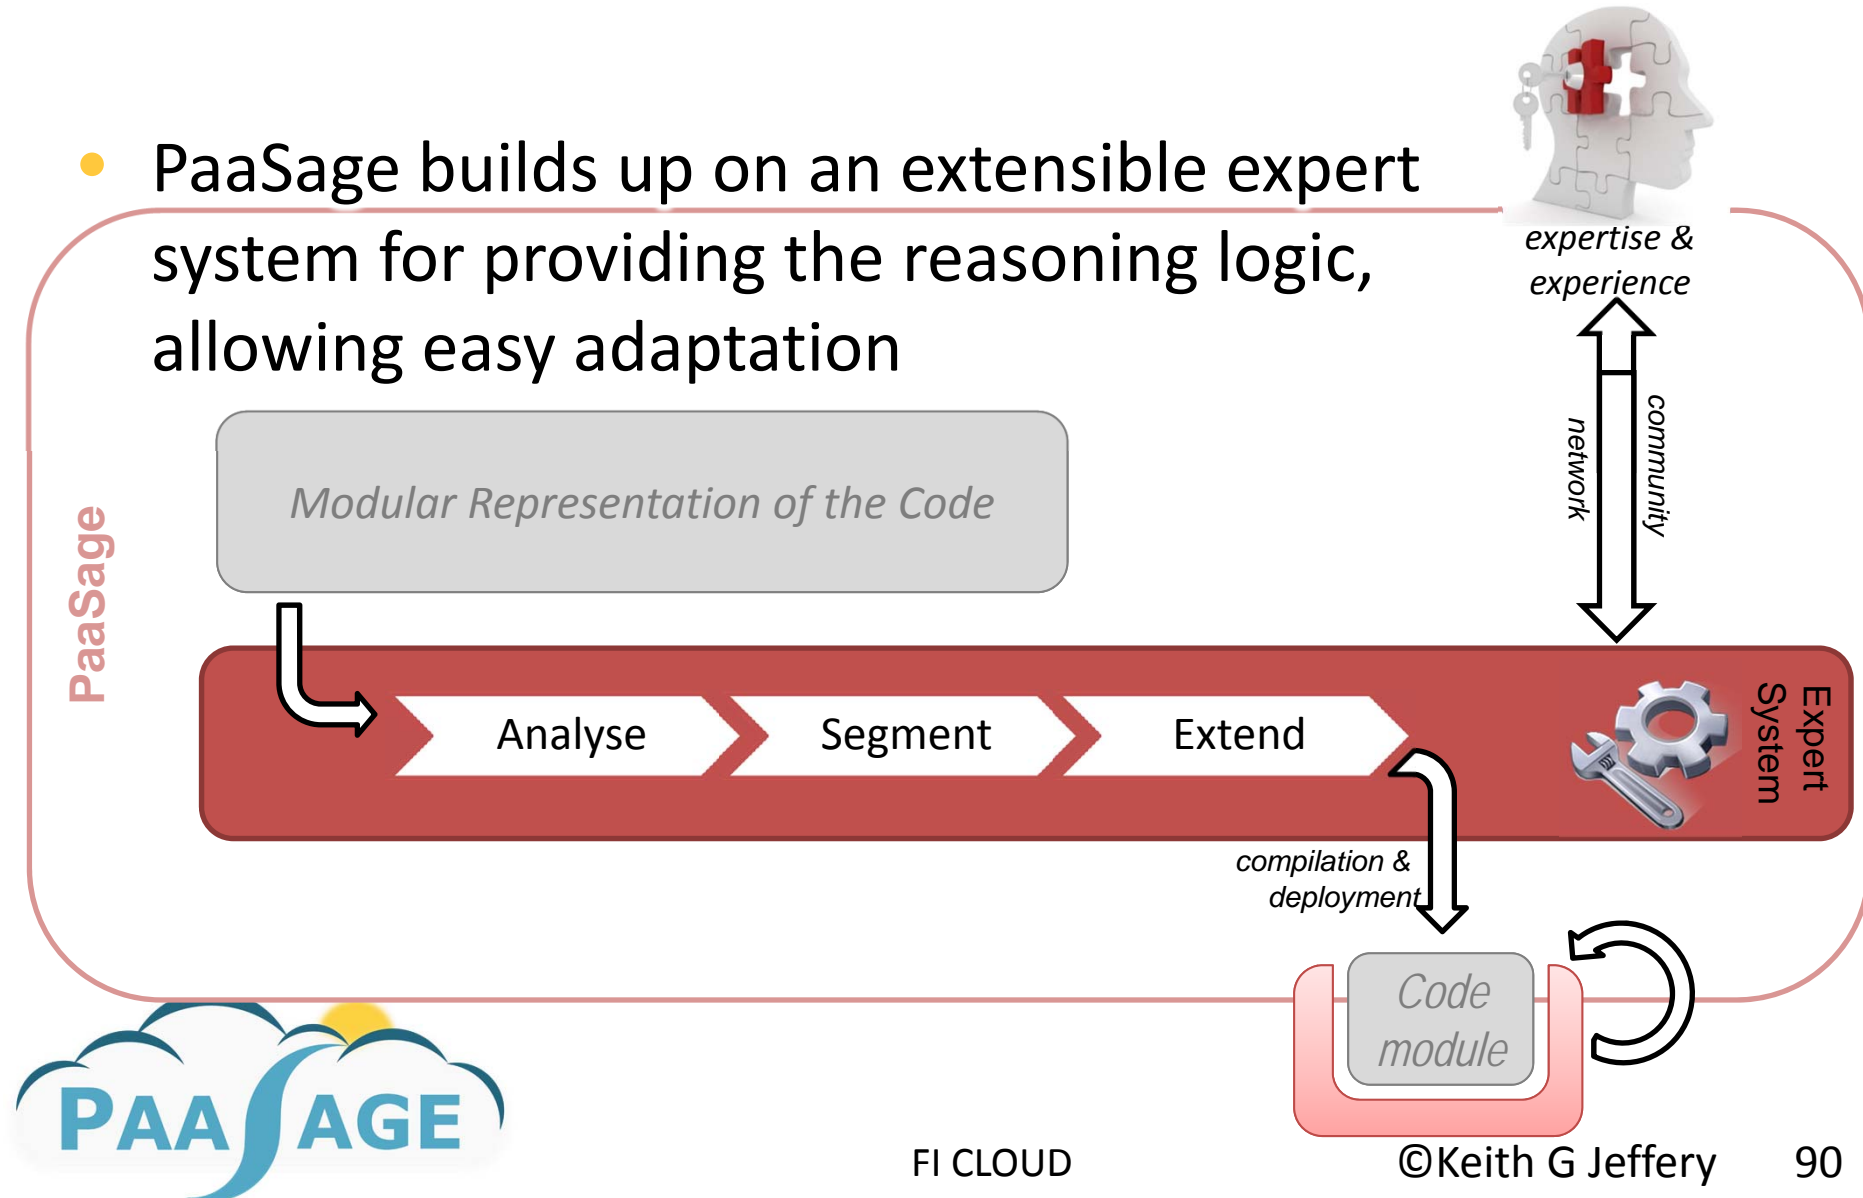 • PaaSage builds up on an extensible expert
system for providing the reasoning logic,
allowing easy adaptation
expertise &
experience
network
community
Modular Representation of the Code
PaaSage
Analyse
Segment
Extend
Expert
System
compilation &
deployment
Code
module
PAASAGE
FI CLOUD
©Keith G Jeffery
90